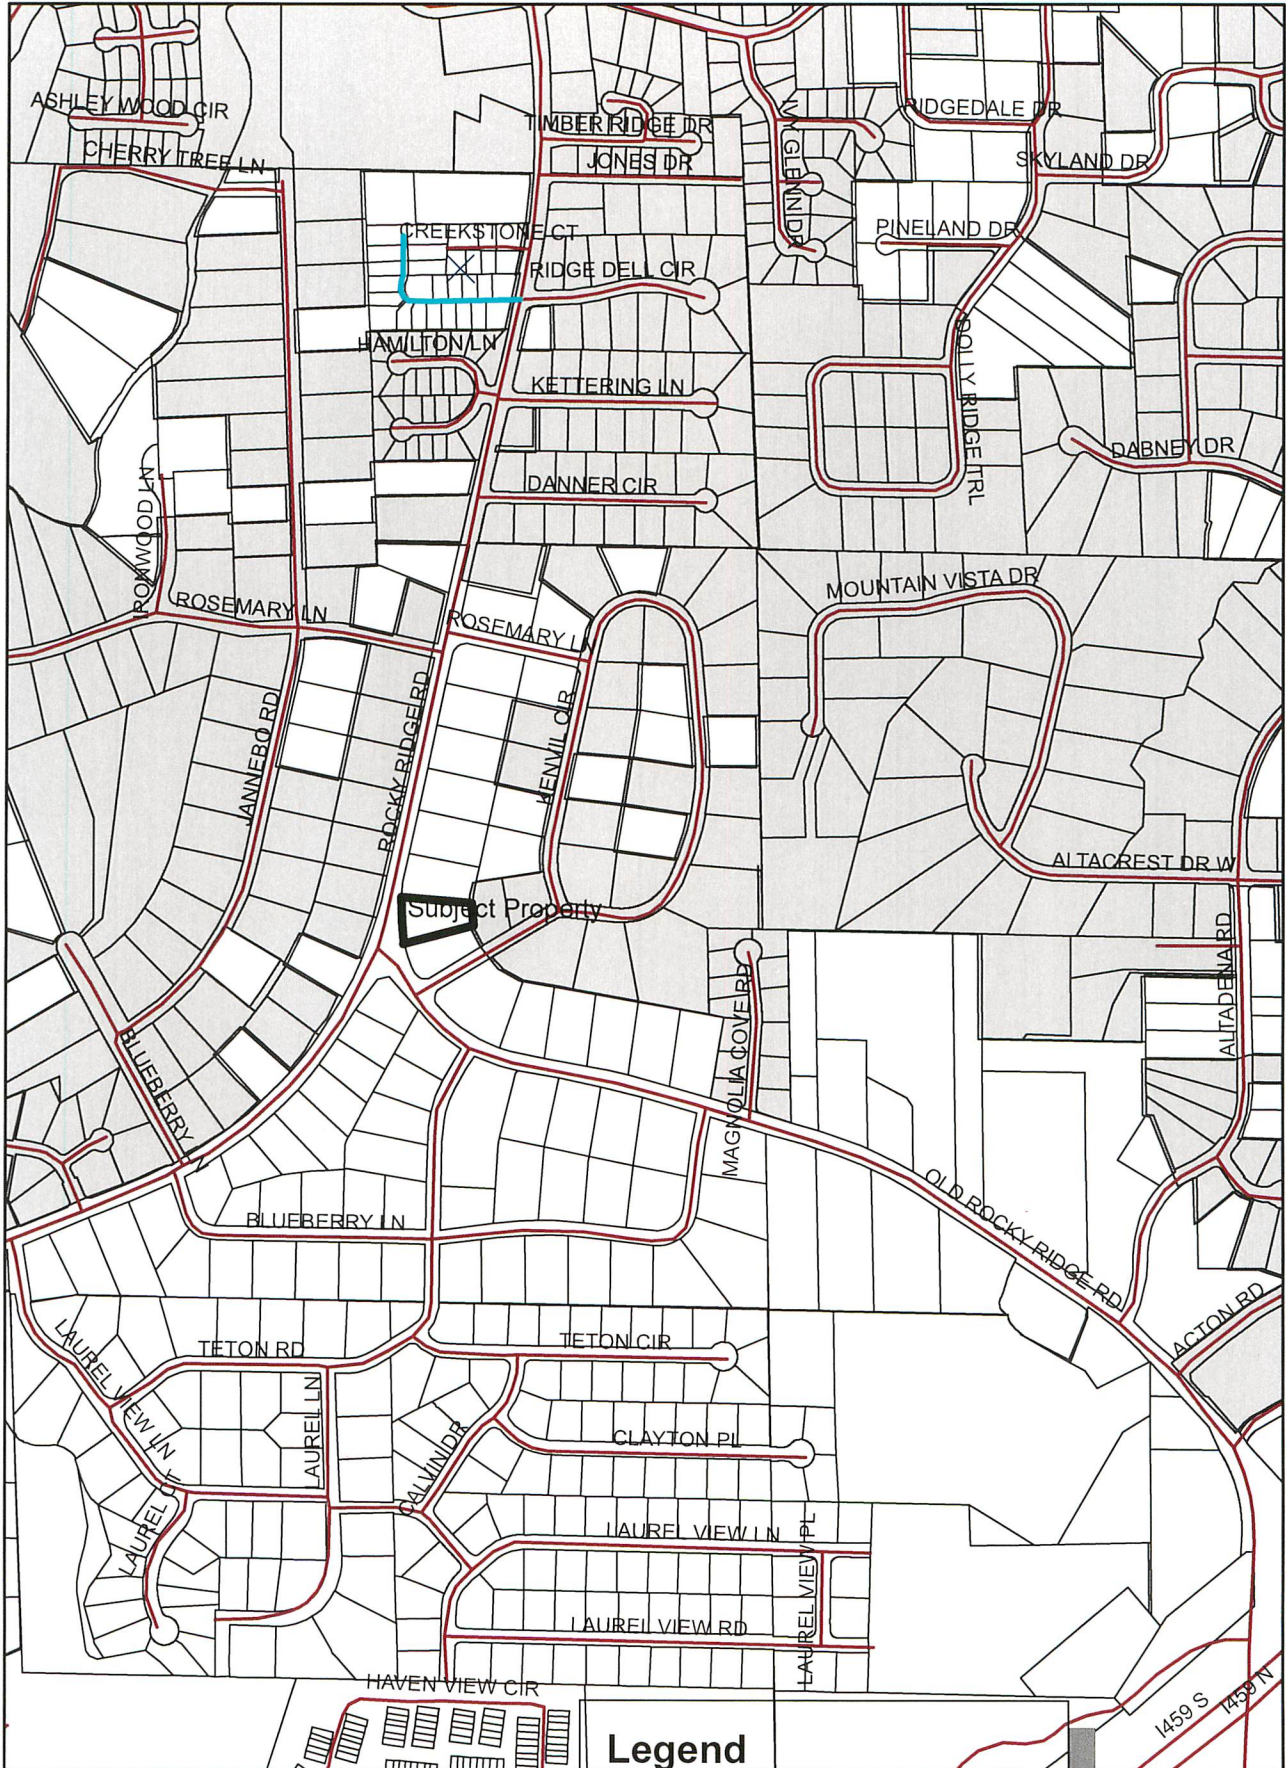 ASHLEY WOOD CIR
CHERRY TREE LN
TIMBER RIDGE DR
JONES DR
IVY GLENN DR
RIDGEDALE DR
SKYLAND DR
CREEKSTONE CT
PINELAND DR
RIDGE DELL CIR
HAMILTON LN
KETTERING LN
DOLLY RIDGE TRL
DABNEY DR
DANNER CIR
IRONWOOD LN
MOUNTAIN VISTA DR
ROSEMARY LN
ROSEMARY LN
JANNEBO RD
ROCKY RIDGE RD
KENVIL CIR
ALTACREST DR W
Subject Property
ALTADENA RD
MAGNOLIA COVE RD
BLUEBERRY LN
OLD ROCKY RIDGE RD
BLUEBERRY LN
ACTON RD
LAUREL VIEW LN
TETON RD
TETON CIR
LAUREL LN
CALVIN DR
CLAYTON PL
LAUREL CT
LAUREL VIEW LN
LAUREL VIEW PL
LAUREL VIEW RD
HAVEN VIEW CIR
I459 S
I459 N
Legend